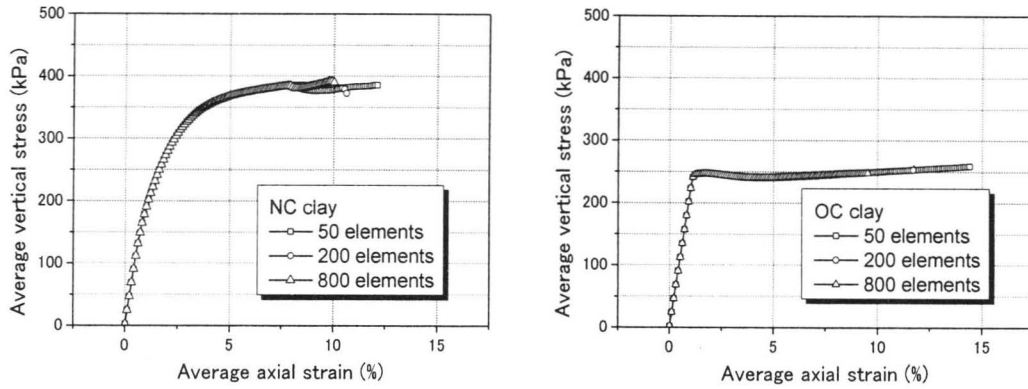 500
400
300
200
100
0
Average vertical stress (kPa)
NC clay
50 elements
200 elements
800 elements
0 5 10 15
Average axial strain (%)
500
400
300
200
100
0
Average vertical stress (kPa)
OC clay
50 elements
200 elements
800 elements
0 5 10 15
Average axial strain (%)